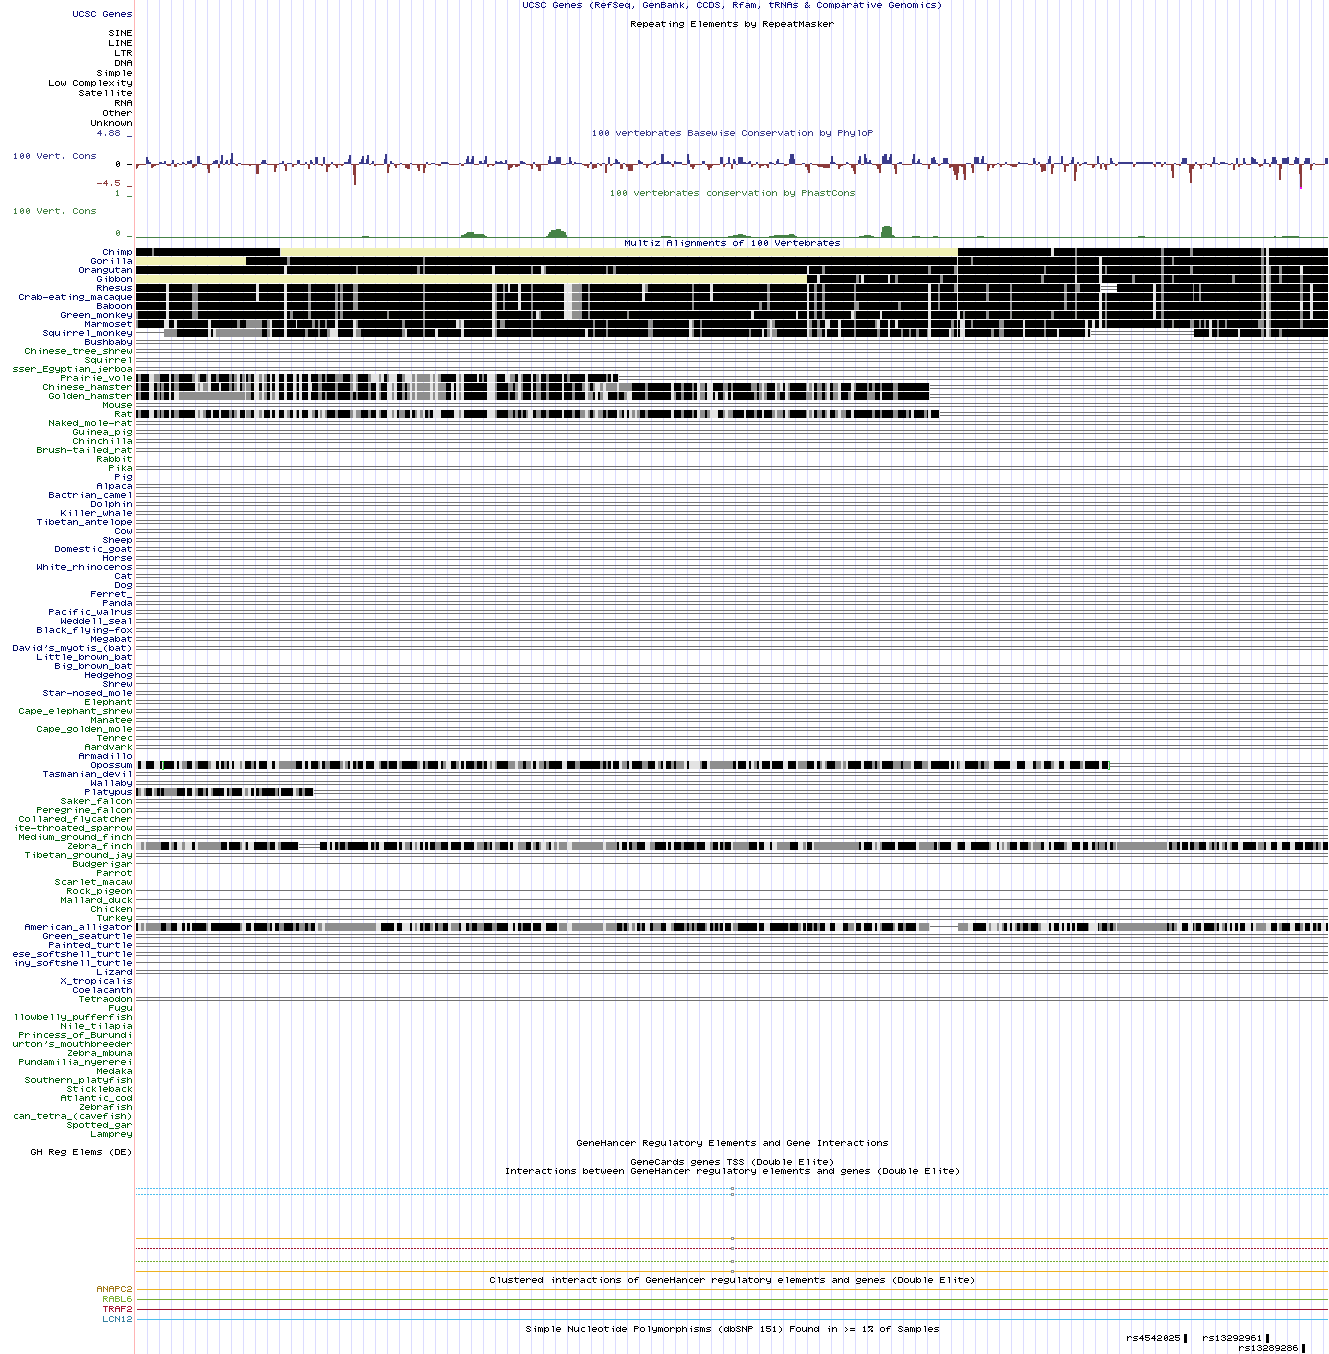 UCSC Genes (RefSeq, GenBank, CCDS, Rfam, tRNAs & Comparative Genomics)
UCSC Genes
Repeating Elements by RepeatMasker
SINE
LINE
LTR
DNA
Simple
Low Complexity
Satellite
RNA
Other
Unknown
4.88 _
100 vertebrates Basewise Conservation by PhyloP
100 Vert. Cons
0 _
-4.5 _
1 _
100 vertebrates conservation by PhastCons
100 Vert. Cons
0 _
Multiz Alignments of 100 Vertebrates
Chimp
Gorilla
Orangutan
Gibbon
Rhesus
Crab-eating_macaque
Baboon
Green_monkey
Marmoset
Squirrel_monkey
Bushbaby
Chinese_tree_shrew
Squirrel
sser_Egyptian_jerboa
Prairie_vole
Chinese_hamster
Golden_hamster
Mouse
Rat
Naked_mole-rat
Guinea_pig
Chinchilla
Brush-tailed_rat
Rabbit
Pika
Pig
Alpaca
Bactrian_camel
Dolphin
Killer_whale
Tibetan_antelope
Cow
Sheep
Domestic_goat
Horse
White_rhinoceros
Cat
Dog
Ferret_
Panda
Pacific_walrus
Weddell_seal
Black_flying-fox
Megabat
David's_myotis_(bat)
Little_brown_bat
Big_brown_bat
Hedgehog
Shrew
Star-nosed_mole
Elephant
Cape_elephant_shrew
Manatee
Cape_golden_mole
Tenrec
Aardvark
Armadillo
Opossum
Tasmanian_devil
Wallaby
Platypus
Saker_falcon
Peregrine_falcon
Collared_flycatcher
ite-throated_sparrow
Medium_ground_finch
Zebra_finch
Tibetan_ground_jay
Budgerigar
Parrot
Scarlet_macaw
Rock_pigeon
Mallard_duck
Chicken
Turkey
American_alligator
Green_seaturtle
Painted_turtle
ese_softshell_turtle
iny_softshell_turtle
Lizard
X_tropicalis
Coelacanth
Tetraodon
Fugu
llowbelly_pufferfish
Nile_tilapia
Princess_of_Burundi
urton's_mouthbreeder
Zebra_mbuna
Pundamilia_nyererei
Medaka
Southern_platyfish
Stickleback
Atlantic_cod
Zebrafish
can_tetra_(cavefish)
Spotted_gar
Lamprey
GeneHancer Regulatory Elements and Gene Interactions
GH Reg Elems (DE)
GeneCards genes TSS (Double Elite)
Interactions between GeneHancer regulatory elements and genes (Double Elite)
Clustered interactions of GeneHancer regulatory elements and genes (Double Elite)
ANAPC2
RABL6
TRAF2
LCN12
Simple Nucleotide Polymorphisms (dbSNP 151) Found in >= 1% of Samples
rs4542025 rs13292961
rs13289286